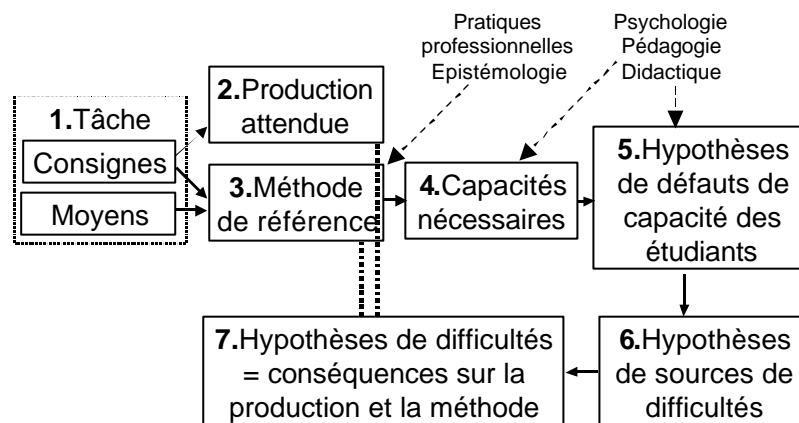 Pratiques
professionnelles
Epistémologie
Psychologie
Pédagogie
Didactique
1.Tâche
Consignes
Moyens
2.Production
attendue
3.Méthode
de référence
4.Capacités
nécessaires
5.Hypothèses
de défauts de
capacité des
étudiants
6.Hypothèses
de sources de
difficultés
7.Hypothèses de difficultés
= conséquences sur la
production et la méthode